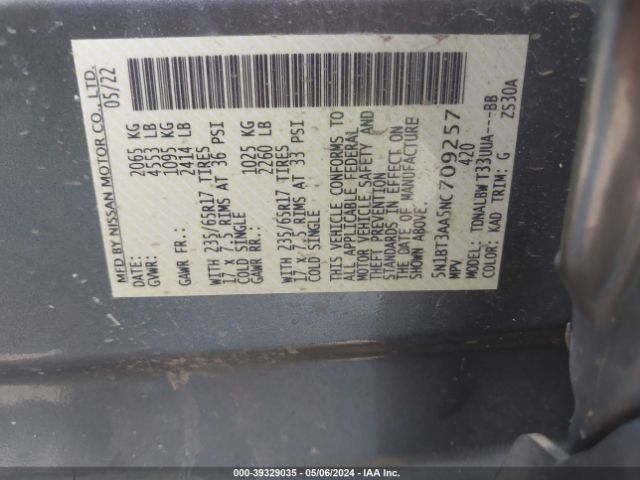 MFD BY NISSAN MOTOR CO., LTD.
DATE: 05/22
GVWR: 2065 KG
4553 LB
GAWR FR: 1095 KG
2414 LB
WITH 235/65R17 TIRES
17 X 7.5 RIMS AT 36 PSI
COLD SINGLE
GAWR RR: 1025 KG
2260 LB
WITH 235/65R17 TIRES
17 X 7.5 RIMS AT 33 PSI
COLD SINGLE
THIS VEHICLE CONFORMS TO
ALL APPLICABLE FEDERAL
MOTOR VEHICLE SAFETY AND
THEFT PREVENTION
STANDARDS IN EFFECT ON
THE DATE OF MANUFACTURE
SHOWN ABOVE.
5N1BT3AA5NC709257
MPV 420
MODEL: TDNALBW T33UUA---BB
COLOR: KAD TRIM: G ZS30A
000-39329035 - 05/06/2024 - IAA Inc.